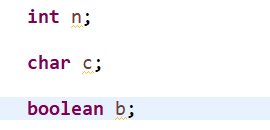 int n;
char c;
boolean b;